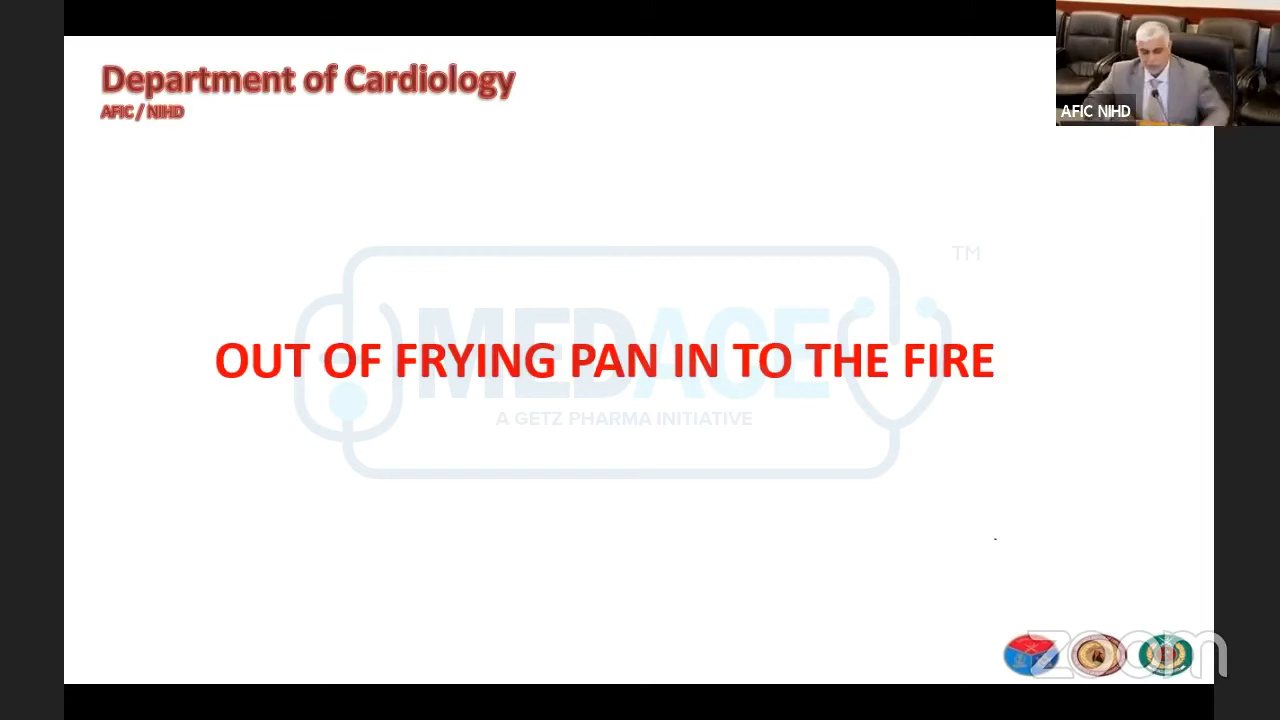 Department of Cardiology
AFIC / NIHD
AFIC NIHD
TM
MEDACE
OUT OF FRYING PAN IN TO THE FIRE
A GETZ PHARMA INITIATIVE
zoom